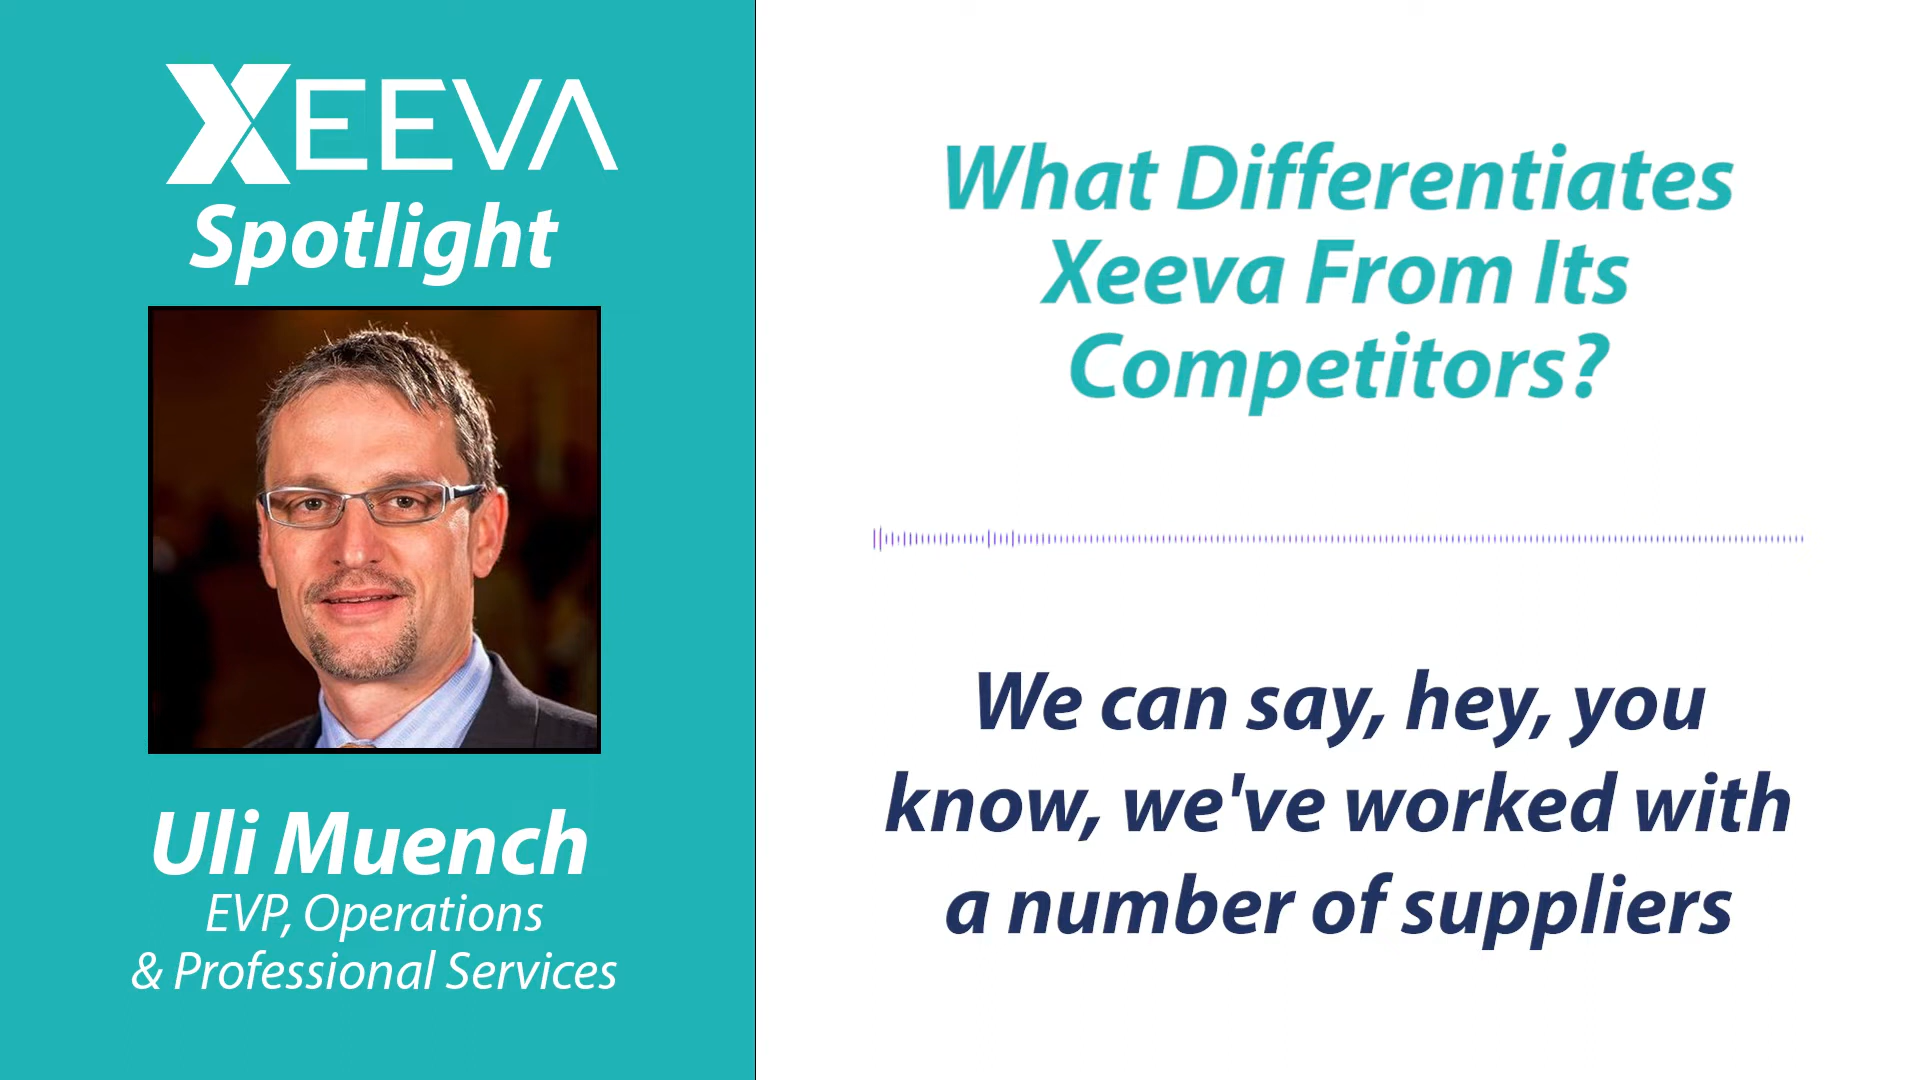 XEEVA
Spotlight
Uli Muench
EVP, Operations
& Professional Services
What Differentiates
Xeeva From Its
Competitors?
We can say, hey, you
know, we've worked with
a number of suppliers